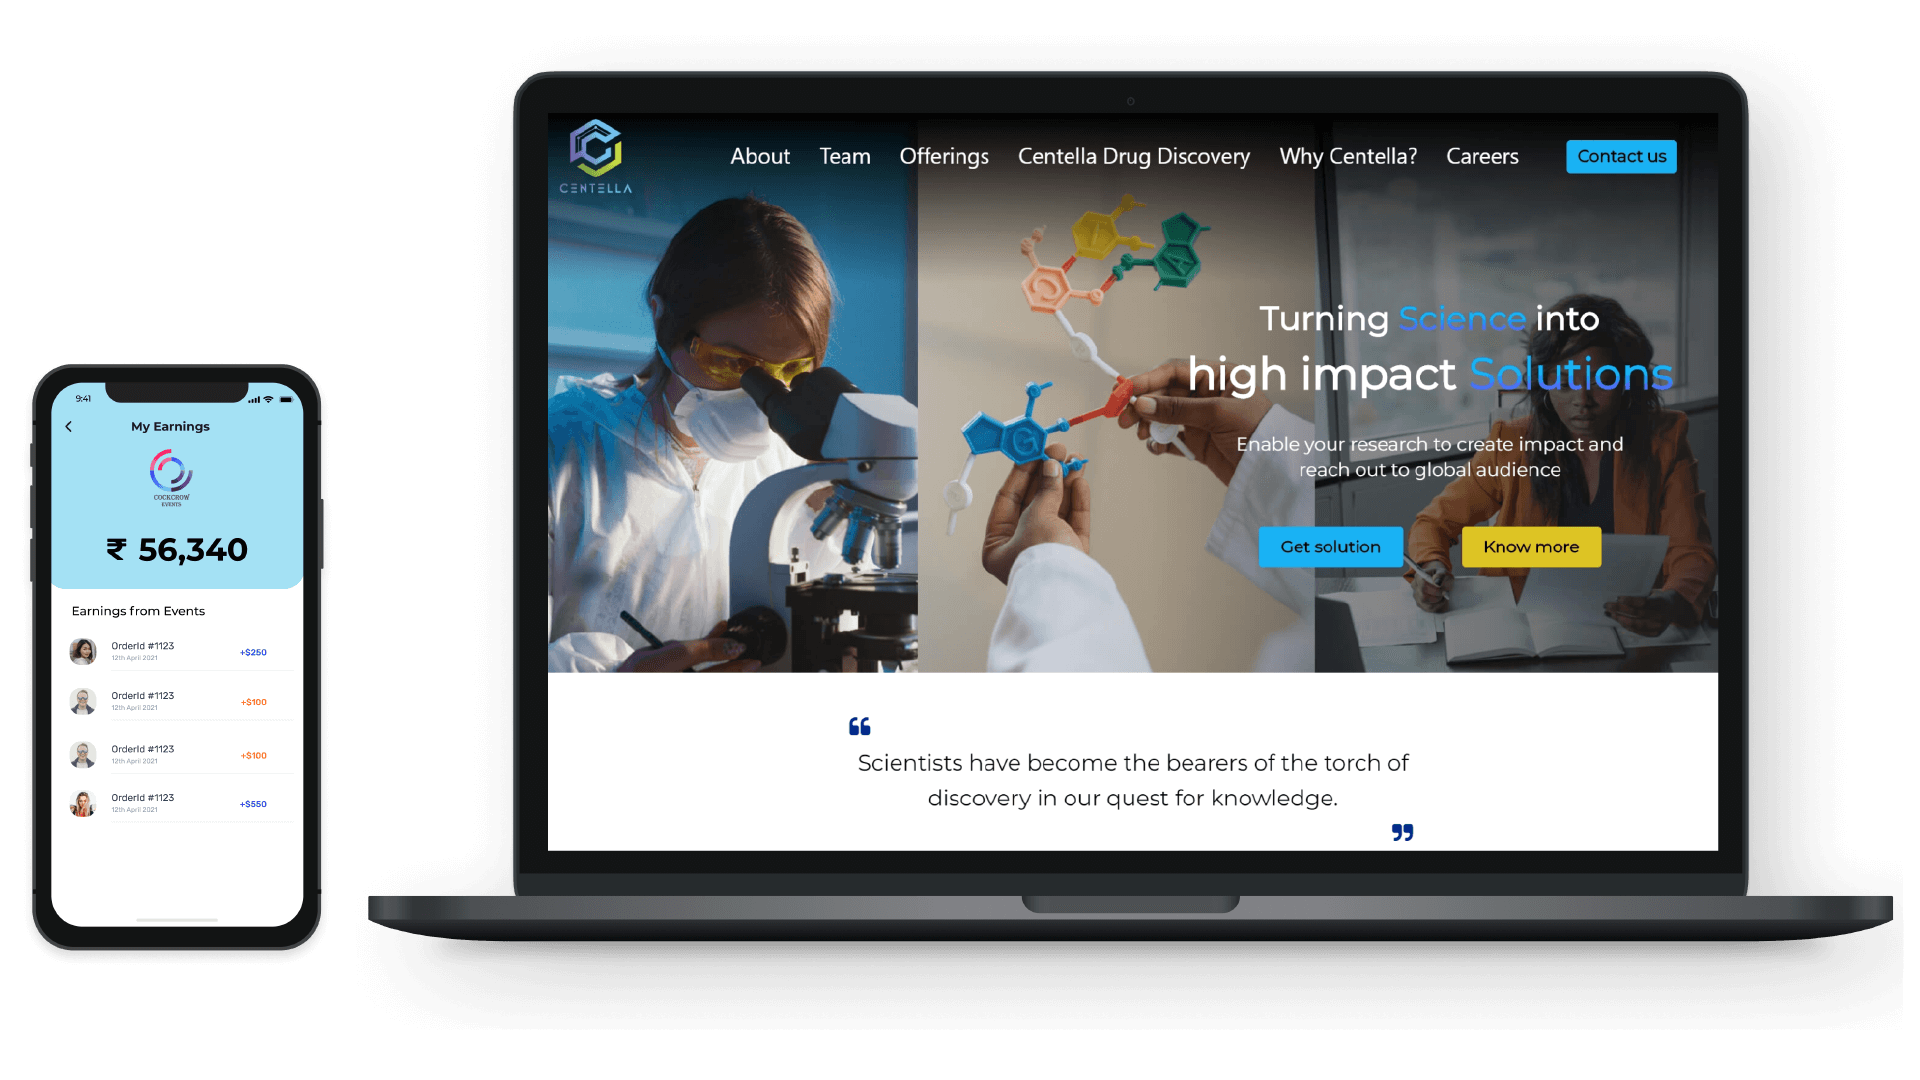 9:41
My Earnings
COCKCROW
EVENTS
₹ 56,340
Earnings from Events
OrderId #1123
12th April 2021
+$250
OrderId #1123
12th April 2021
+$100
OrderId #1123
12th April 2021
+$100
OrderId #1123
12th April 2021
+$550
CENTELLA
About Team Offerings Centella Drug Discovery Why Centella? Careers Contact us
T
A
C
G
Turning Science into
high impact Solutions
Enable your research to create impact and
reach out to global audience
Get solution Know more
“
Scientists have become the bearers of the torch of
discovery in our quest for knowledge.
”